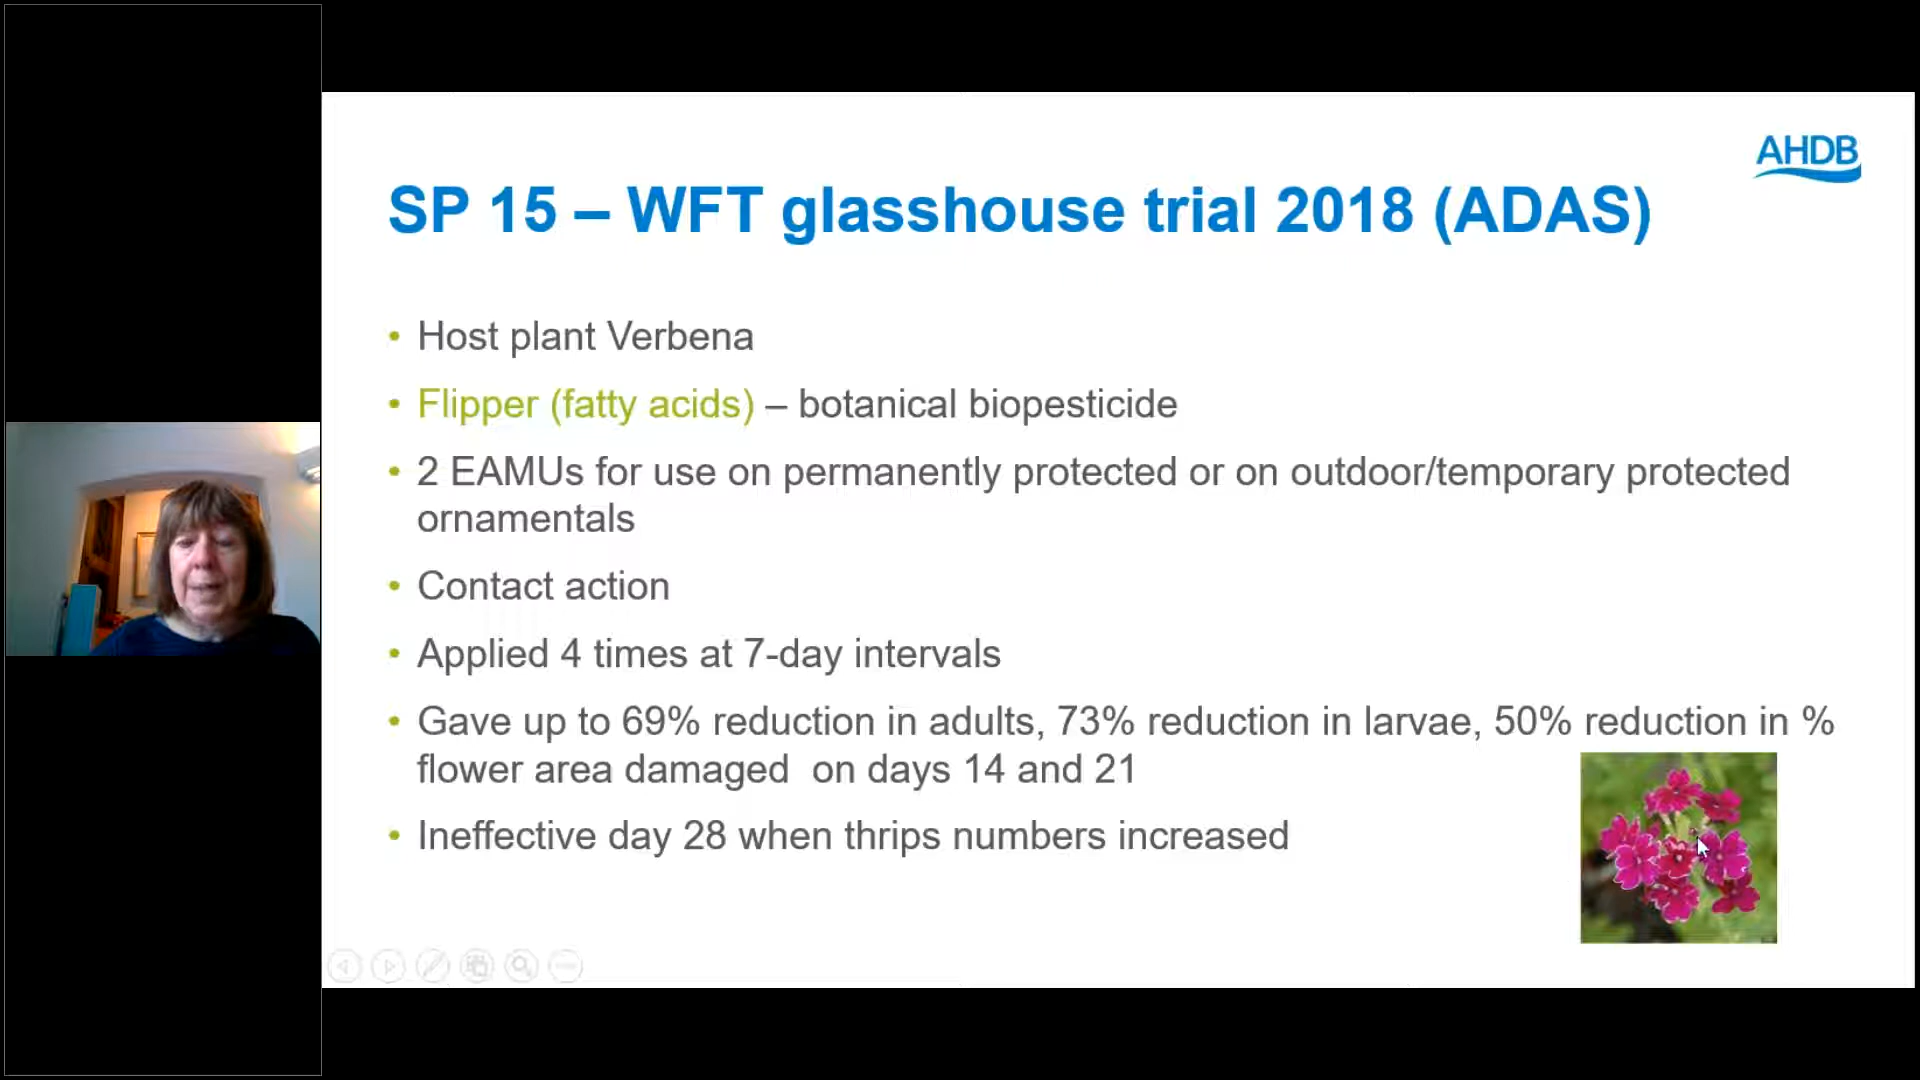 AHDB
SP 15 – WFT glasshouse trial 2018 (ADAS)
• Host plant Verbena
• Flipper (fatty acids) – botanical biopesticide
• 2 EAMUs for use on permanently protected or on outdoor/temporary protected
ornamentals
• Contact action
• Applied 4 times at 7-day intervals
• Gave up to 69% reduction in adults, 73% reduction in larvae, 50% reduction in %
flower area damaged  on days 14 and 21
• Ineffective day 28 when thrips numbers increased